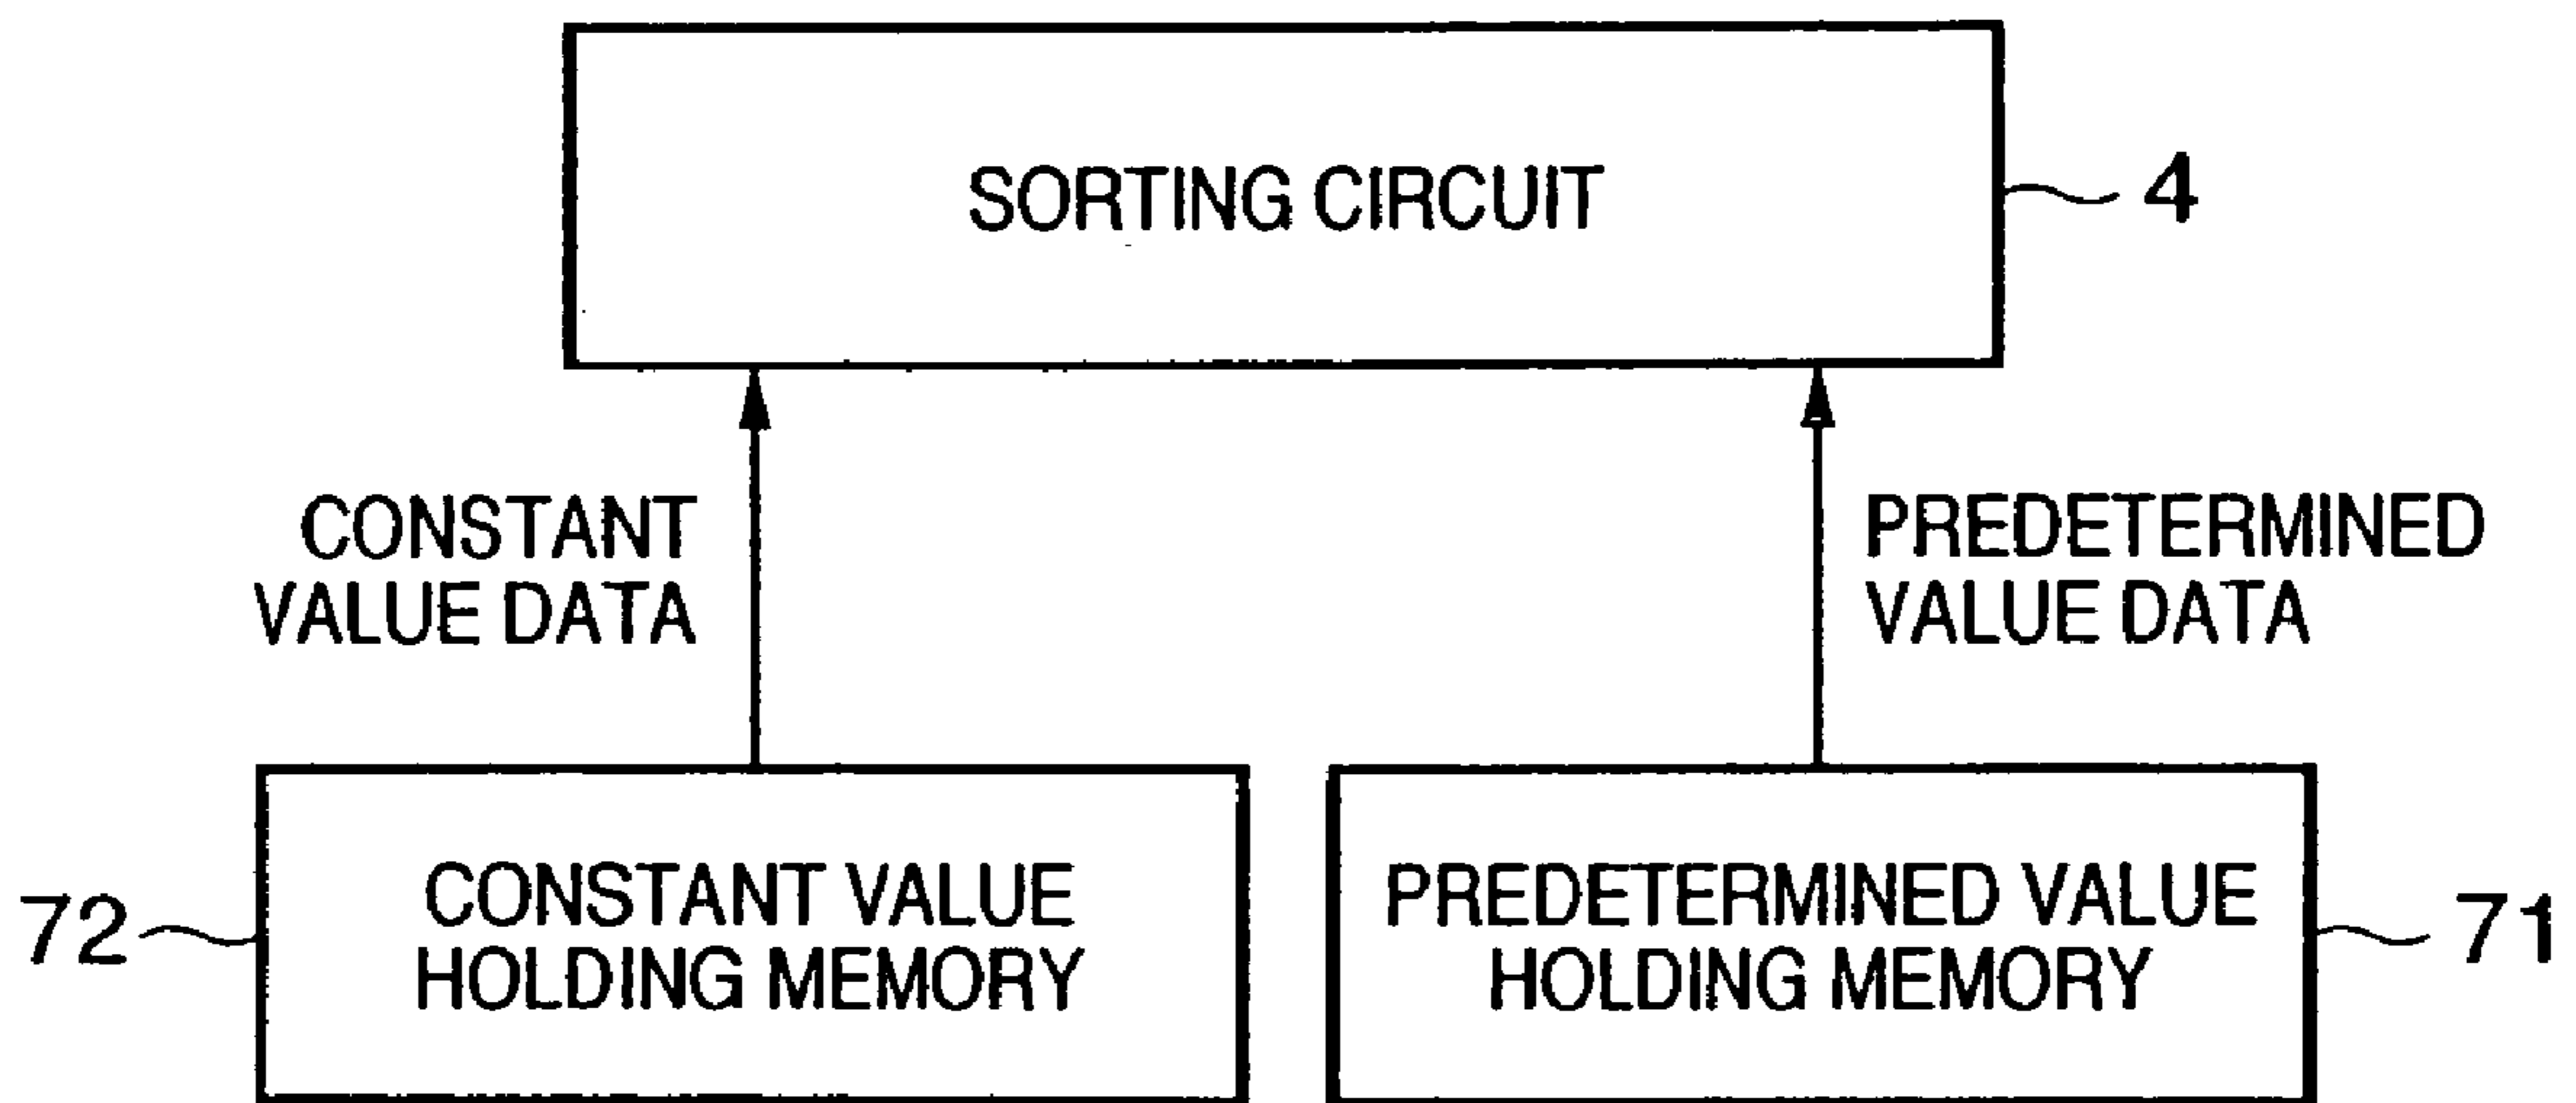 SORTING CIRCUIT
4
CONSTANT
VALUE DATA
PREDETERMINED
VALUE DATA
72
CONSTANT VALUE
HOLDING MEMORY
PREDETERMINED VALUE
HOLDING MEMORY
71